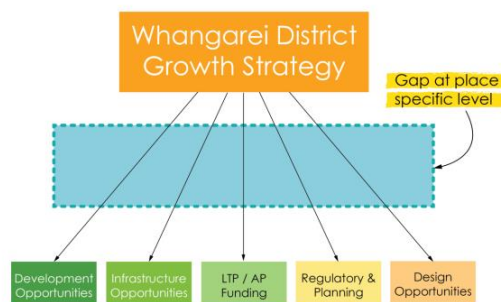 Whangarei District
Growth Strategy
Gap at place
specific level
Development
Opportunities
Infrastructure
Opportunities
LTP / AP
Funding
Regulatory &
Planning
Design
Opportunities